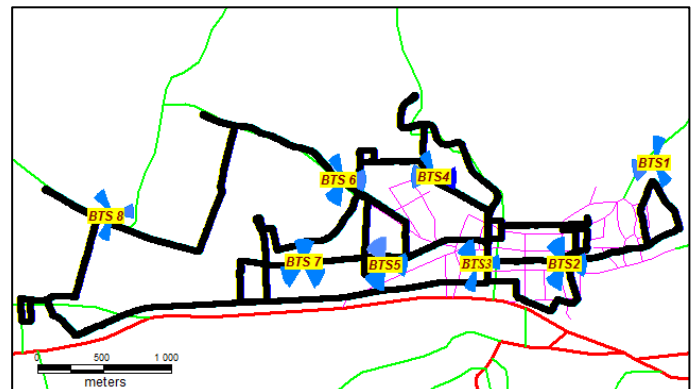 BTS1
BTS 6
BTS4
BTS 8
BTS 7
BTS5
BTS3
BTS2
0 500 1 000
meters